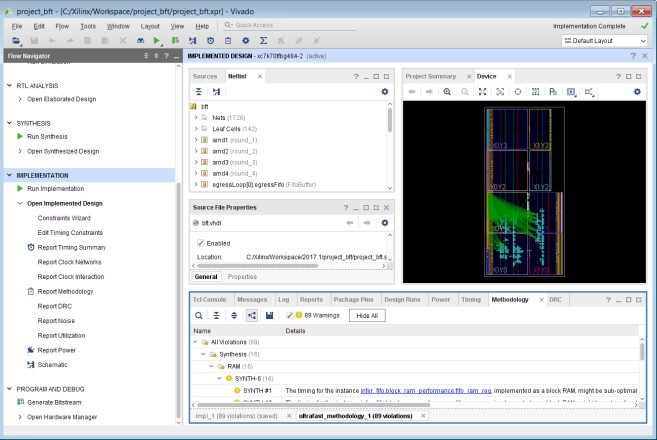 project_bft - [C:/Xilinx/Workspace/project_bft/project_bft.xpr] - Vivado
File Edit Flow Tools Window Layout View Help Quick Access
Implementation Complete
Default Layout
Flow Navigator
IMPLEMENTED DESIGN - xc7k70tfbg484-2 (active)
RTL ANALYSIS
Open Elaborated Design
SYNTHESIS
Run Synthesis
Open Synthesized Design
IMPLEMENTATION
Run Implementation
Open Implemented Design
Constraints Wizard
Edit Timing Constraints
Report Timing Summary
Report Clock Networks
Report Clock Interaction
Report Methodology
Report DRC
Report Noise
Report Utilization
Report Power
Schematic
PROGRAM AND DEBUG
Generate Bitstream
Open Hardware Manager
Sources Netlist
bft
Nets (1726)
Leaf Cells (142)
arnd1 (round_1)
arnd2 (round_2)
arnd3 (round_3)
arnd4 (round_4)
egressLoop[0].egressFifo (FifoBuffer)
Source File Properties
bft.vhdl
Enabled
Location: C:/Xilinx/Workspace/2017.1/project_bft/project_bft.s
General Properties
Project Summary Device
X0Y3 X1Y3
X0Y2 X1Y2
X0Y0 X1Y0
Tcl Console Messages Log Reports Package Pins Design Runs Power Timing Methodology DRC
89 Warnings Hide All
Name Details
All Violations (89)
Synthesis (16)
RAM (16)
SYNTH-6 (16)
SYNTH #1 The timing for the instance infer_fifo.block_ram_performance.fifo_ram_reg, implemented as a block RAM, might be sub-optimal
impl_1 (89 violations) (saved) ultrafast_methodology_1 (89 violations)